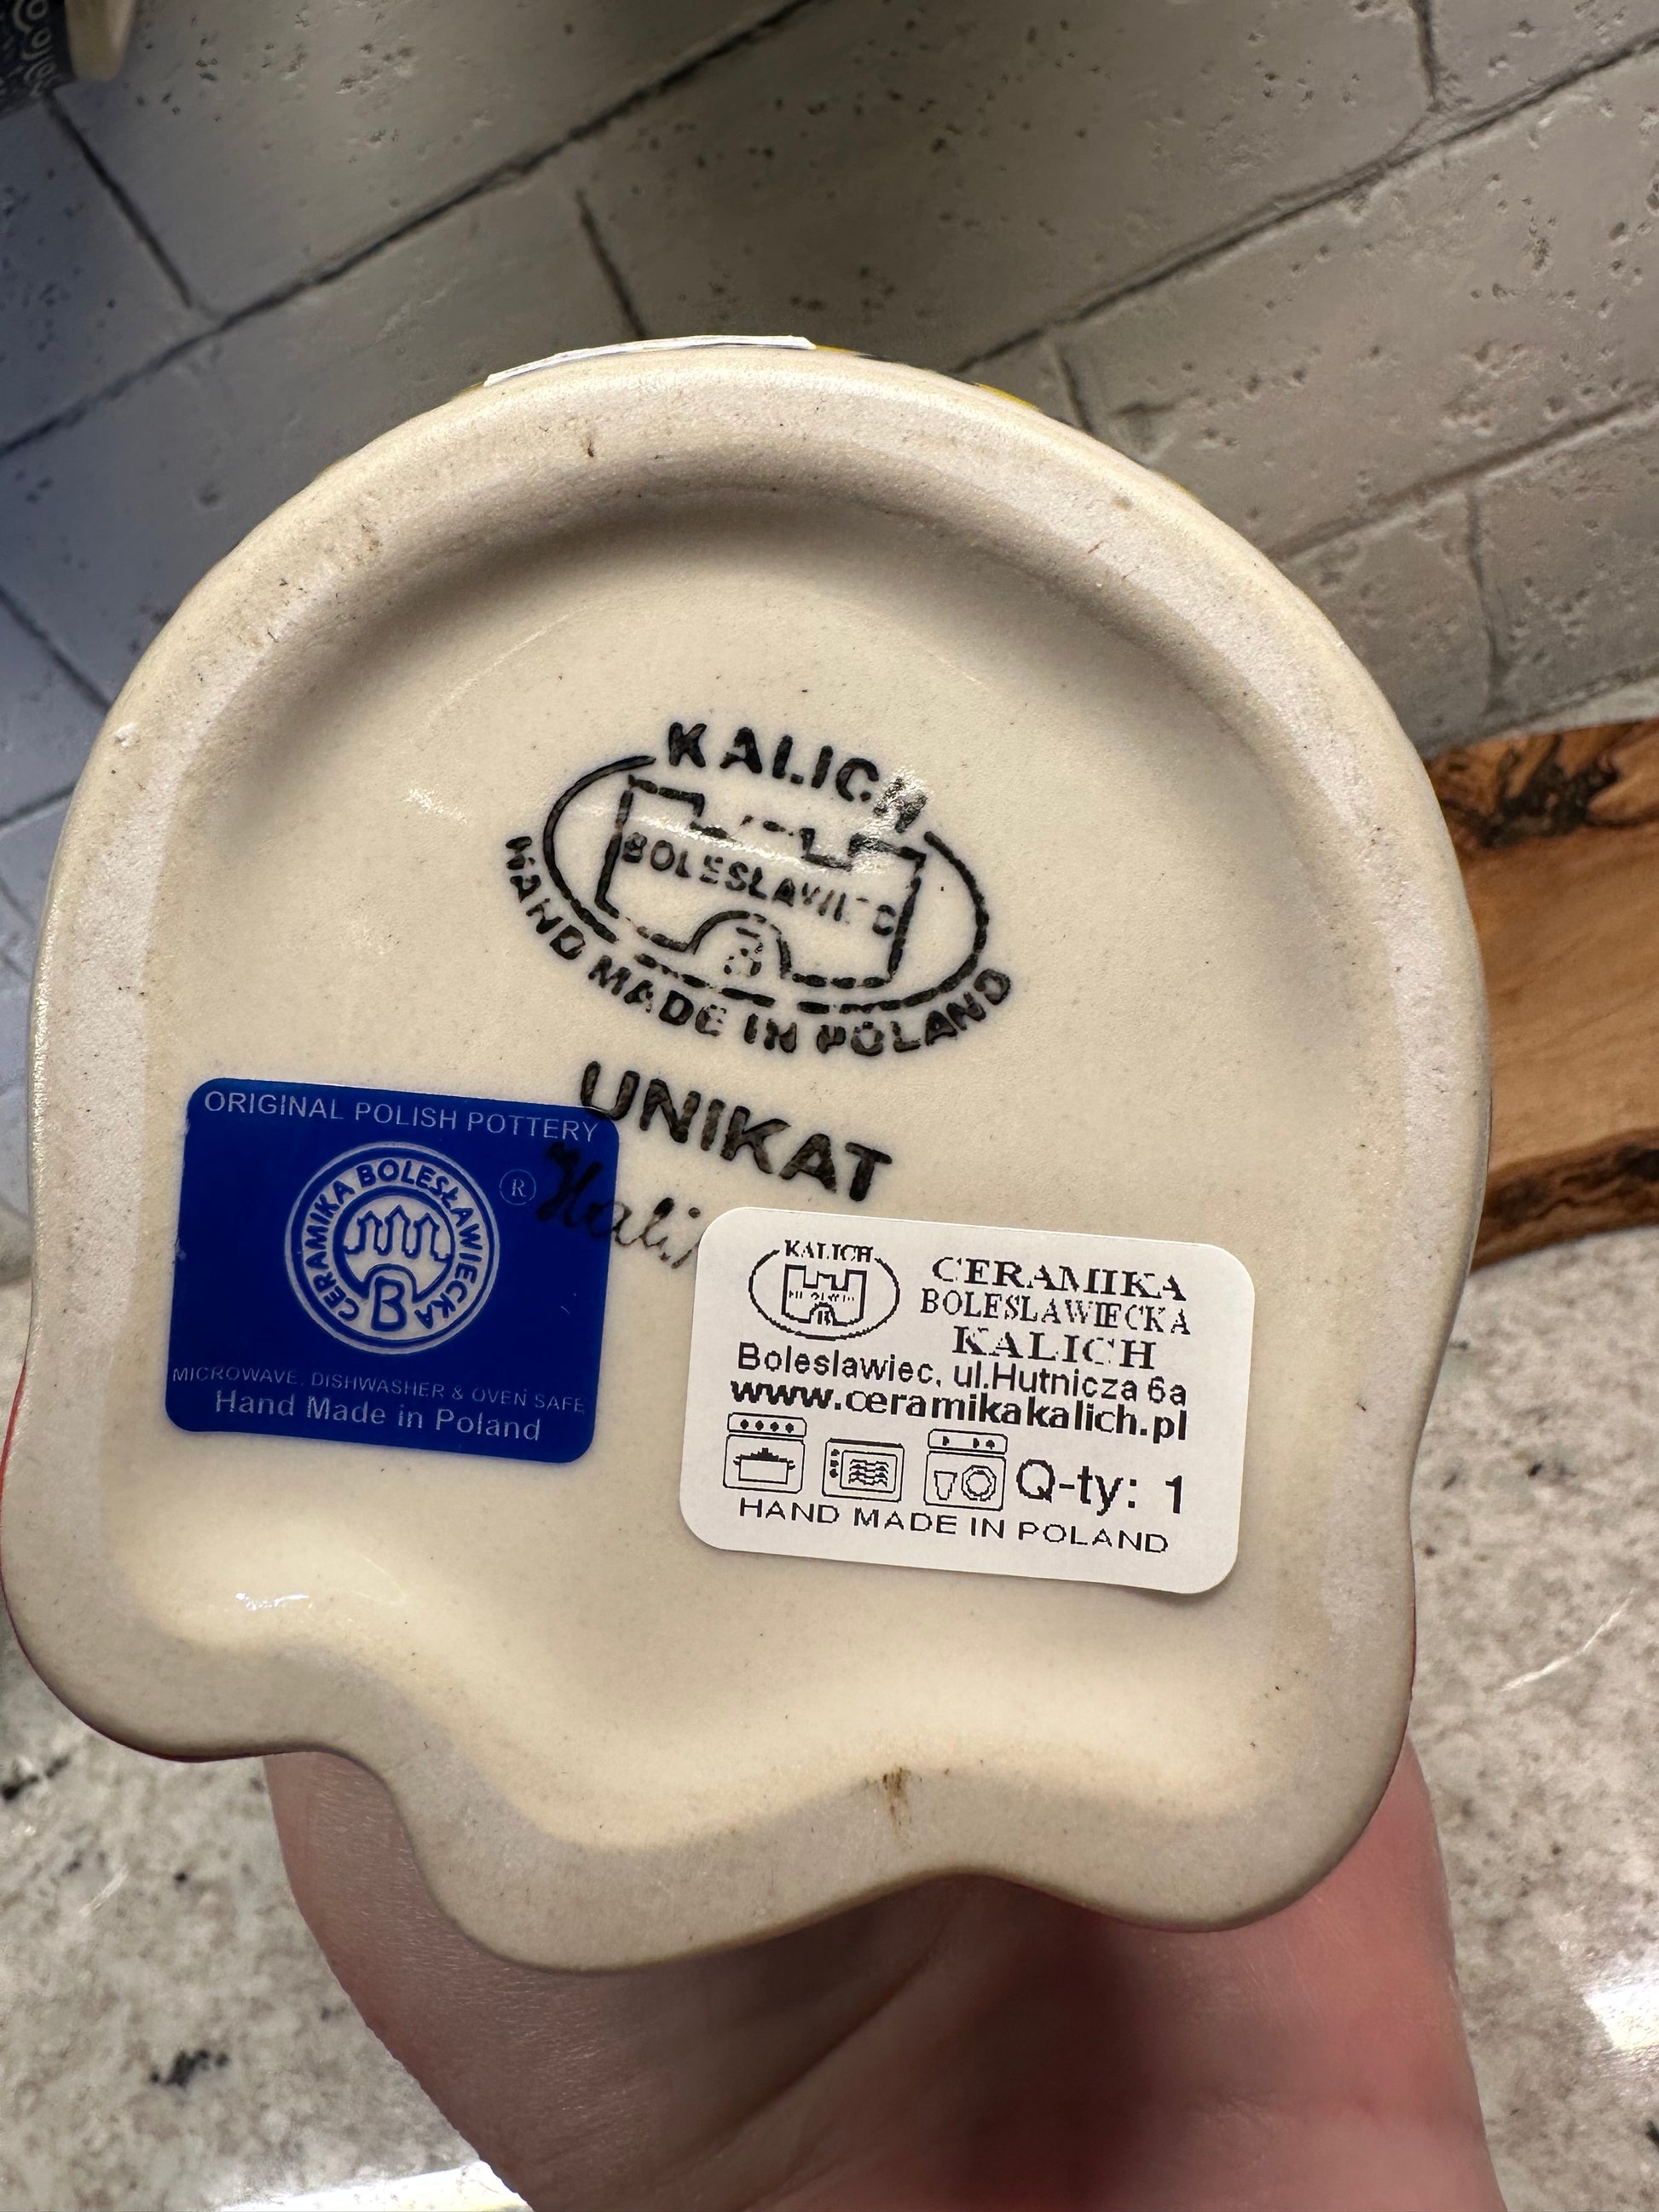 KALICH
BOLESŁAWIEC
B
HAND MADE IN POLAND
UNIKAT
ORIGINAL POLISH POTTERY
®
CERAMIKA BOLESŁAWIECKA
B
MICROWAVE, DISHWASHER & OVEN SAFE
Hand Made in Poland
KALICH
CERAMIKA
BOLESLAWIECKA
KALICH
Boleslawiec, ul.Hutnicza 6a
www.ceramikakalich.pl
Q-ty: 1
HAND MADE IN POLAND